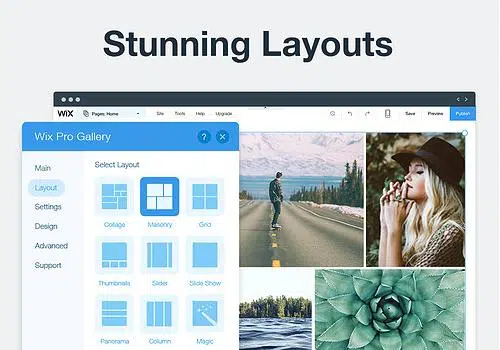 Stunning Layouts
WiX Pages: Home Site Tools Help Upgrade Save Preview Publish
Wix Pro Gallery ?
Main
Layout
Settings
Design
Advanced
Support
Select Layout
Collage Masonry Grid
Thumbnails Slider Slide Show
Panorama Column Magic